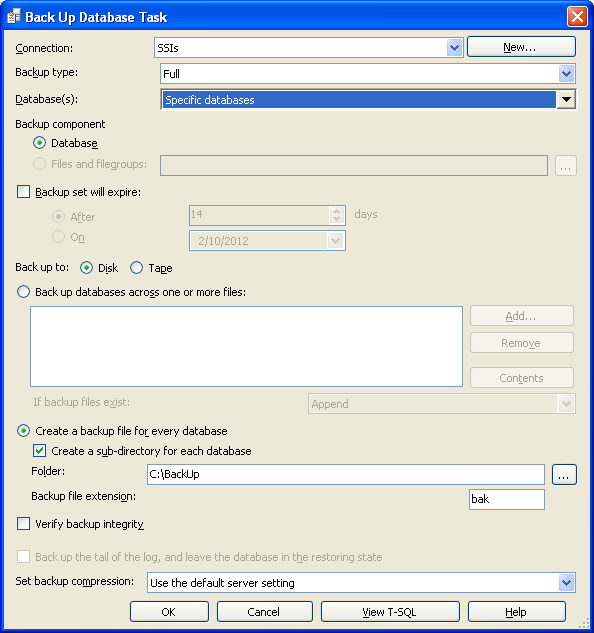 Back Up Database Task
Connection: SSIs New...
Backup type: Full
Database(s): Specific databases
Backup component
Database
Files and filegroups: ...
Backup set will expire:
After 14 days
On 2/10/2012
Back up to: Disk Tape
Back up databases across one or more files:
Add...
Remove
Contents
If backup files exist: Append
Create a backup file for every database
Create a sub-directory for each database
Folder: C:\BackUp ...
Backup file extension: bak
Verify backup integrity
Back up the tail of the log, and leave the database in the restoring state
Set backup compression: Use the default server setting
OK Cancel View T-SQL Help